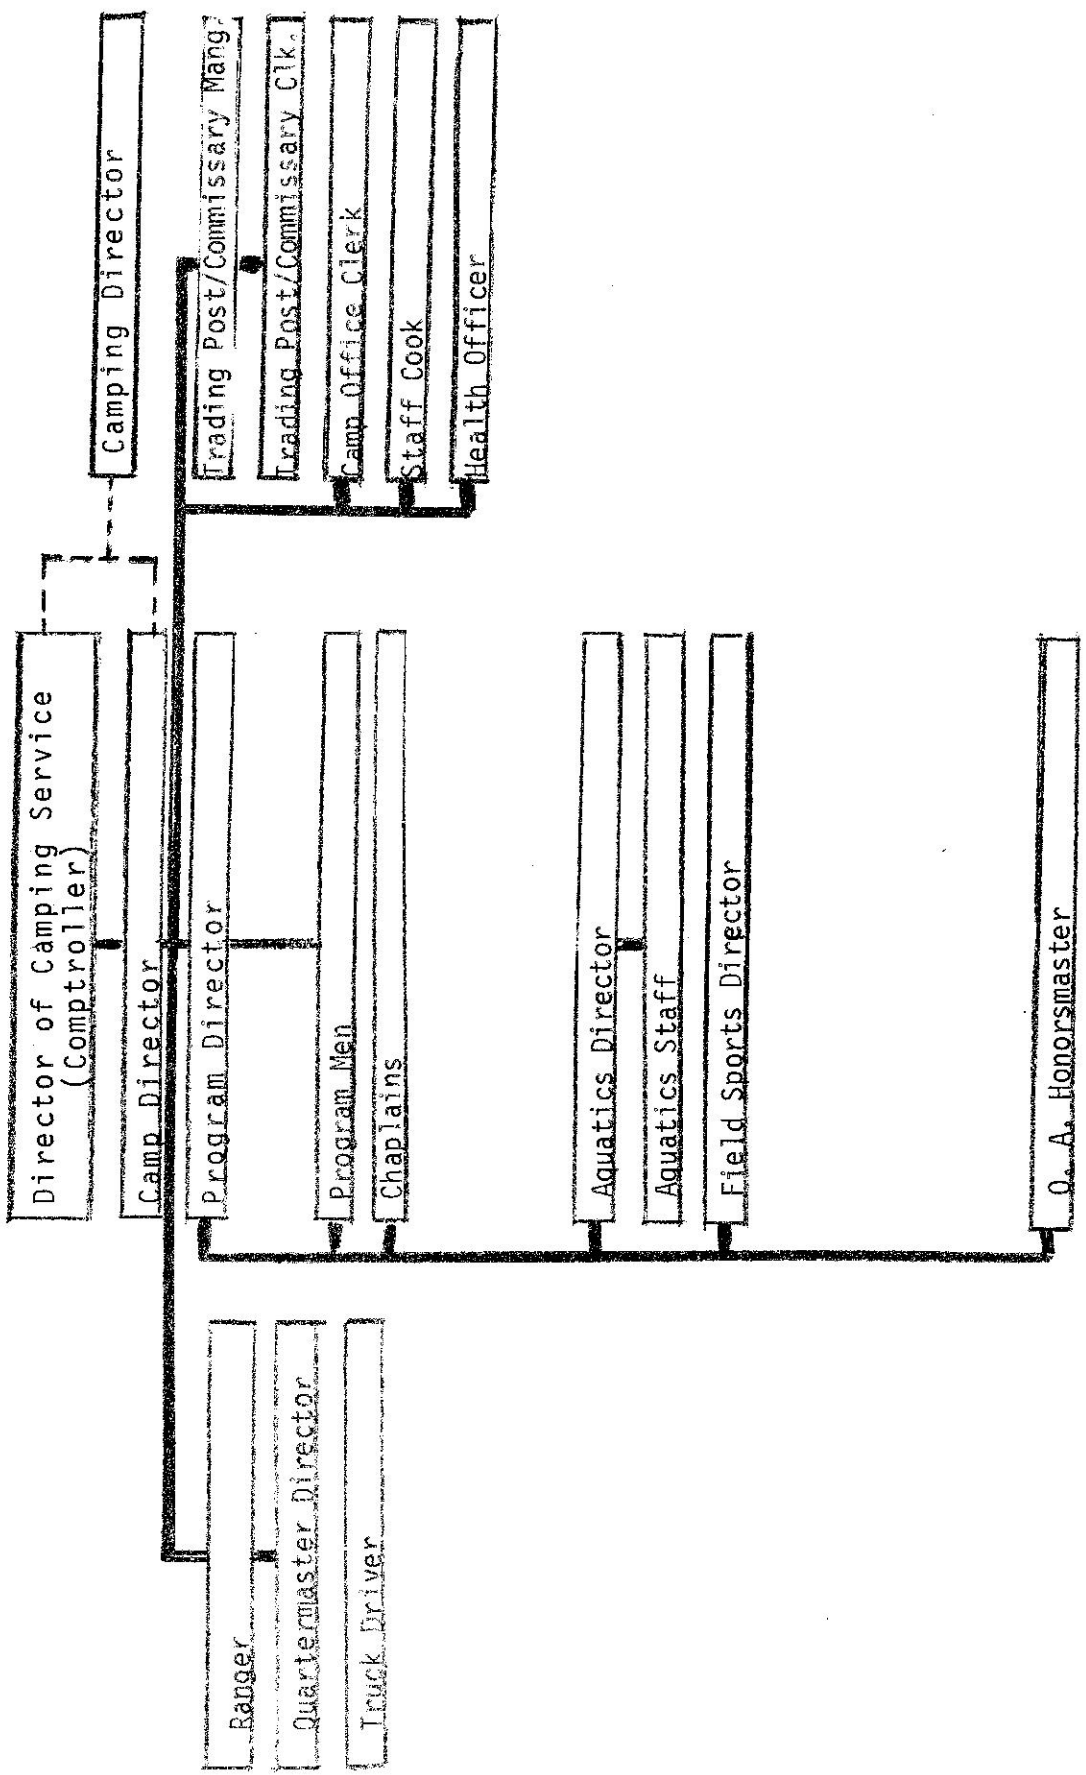 Director of Camping Service
(Comptroller)
Camping Director
Camp Director
Ranger
Quartermaster Director
Truck Driver
Program Director
Program Men
Chaplains
Aquatics Director
Aquatics Staff
Field Sports Director
O. A. Honorsmaster
Trading Post/Commissary Mang.
Trading Post/Commissary Clk.
Camp Office Clerk
Staff Cook
Health Officer